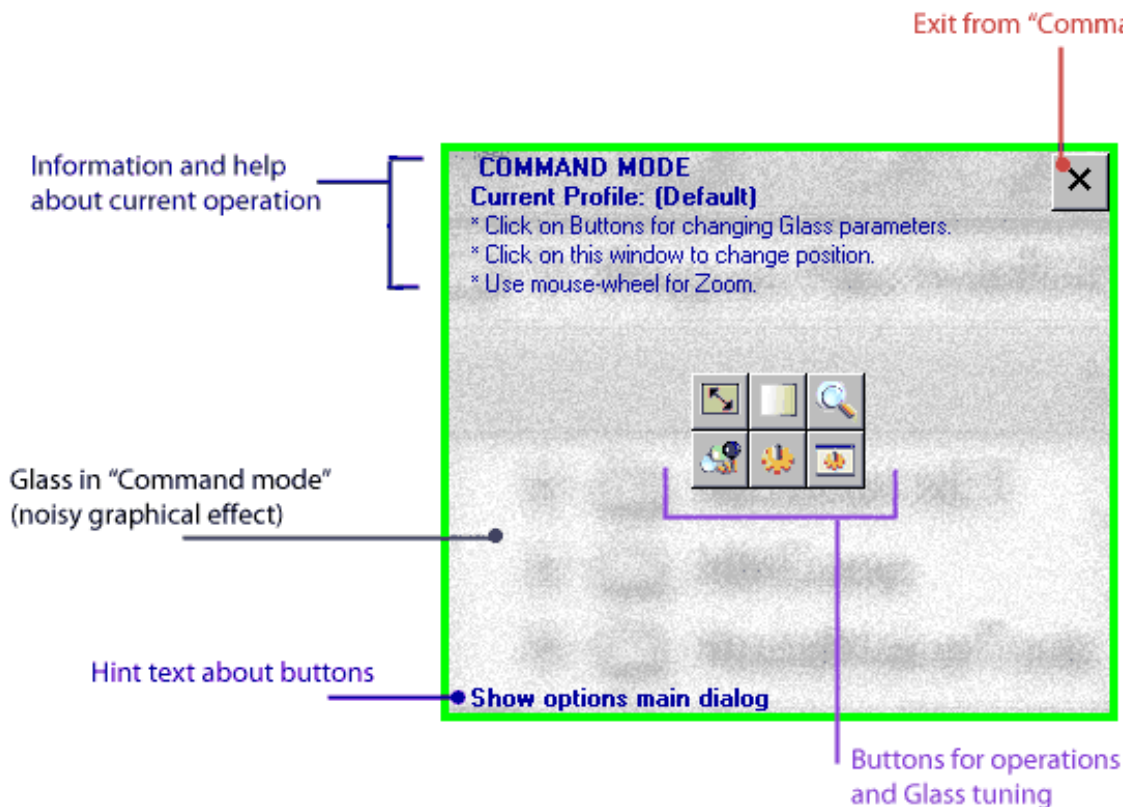 Exit from “Comma
Information and help
about current operation
COMMAND MODE
Current Profile: (Default)
* Click on Buttons for changing Glass parameters.
* Click on this window to change position.
* Use mouse-wheel for Zoom.
Glass in “Command mode”
(noisy graphical effect)
Hint text about buttons
Show options main dialog
Buttons for operations
and Glass tuning